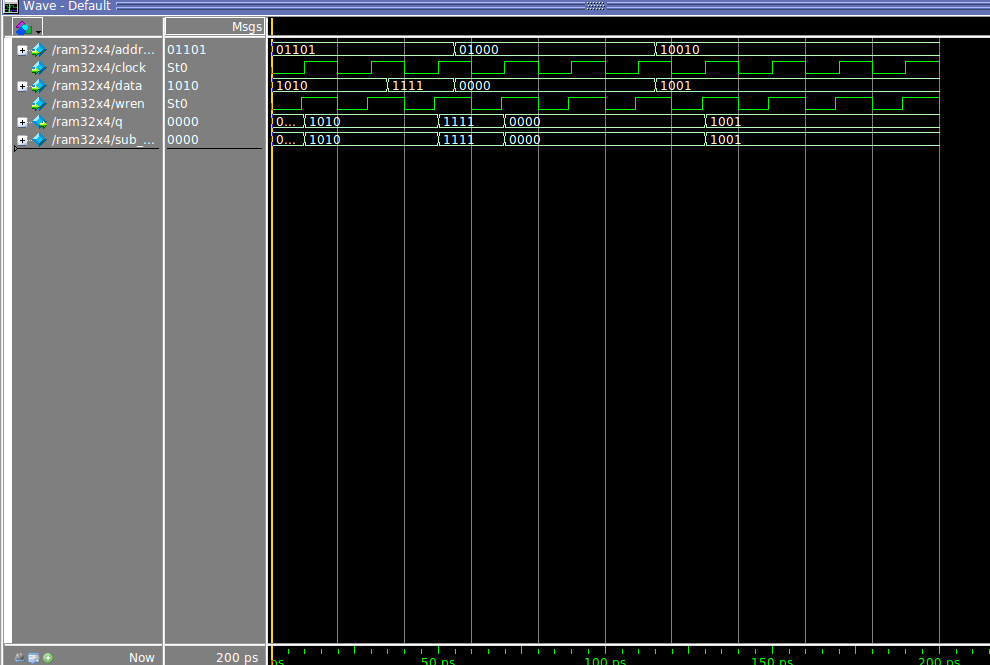 Wave - Default
Msgs
/ram32x4/addr... 01101 01101 01000 10010
/ram32x4/clock St0
/ram32x4/data 1010 1010 1111 0000 1001
/ram32x4/wren St0
/ram32x4/q 0000 0... 1010 1111 0000 1001
/ram32x4/sub_... 0000 0... 1010 1111 0000 1001
Now 200 ps ps 50 ps 100 ps 150 ps 200 ps